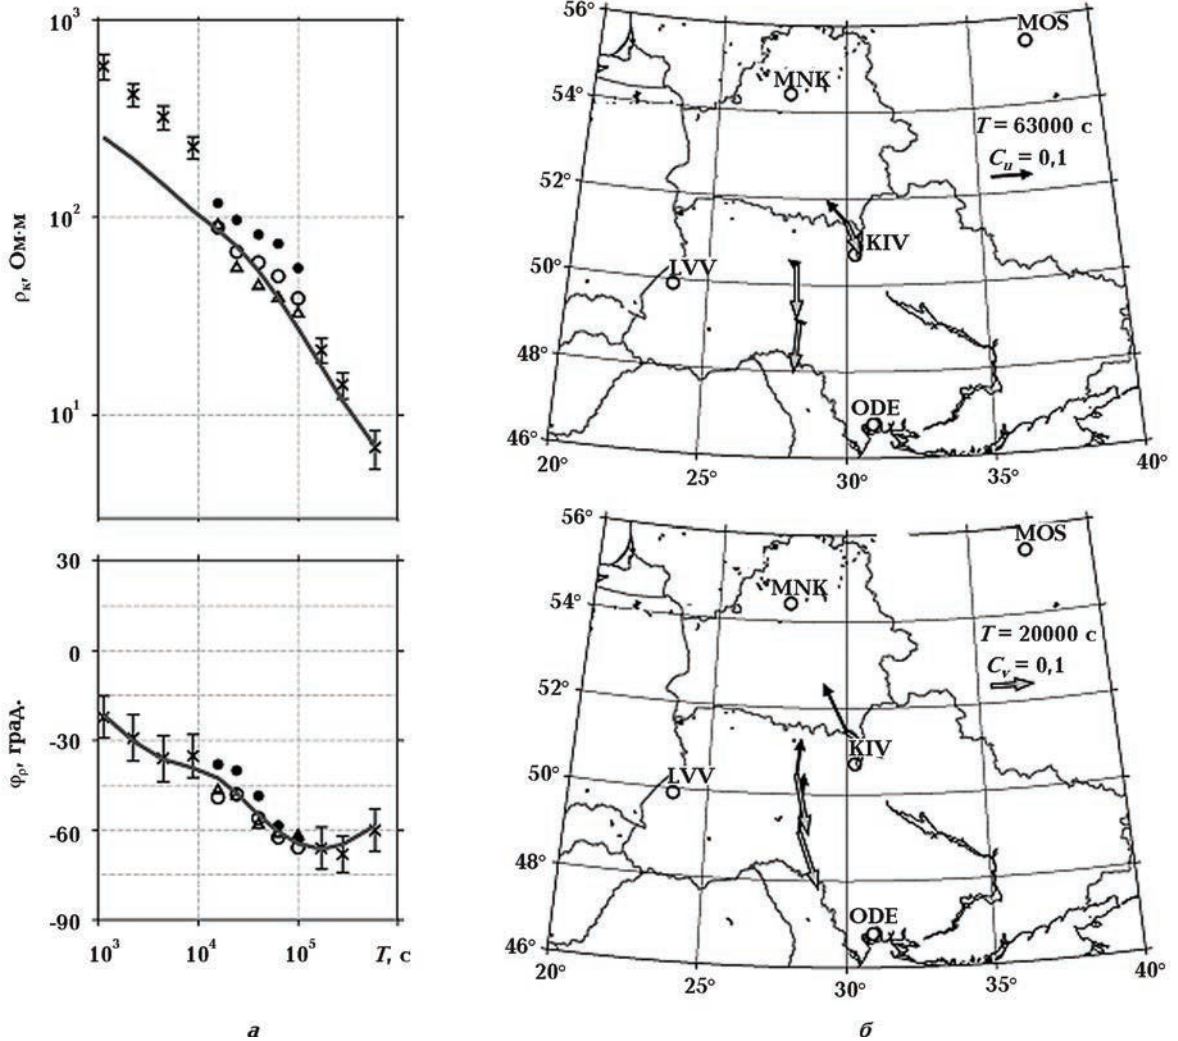 10³
10²
10¹
ρк, Ом·м
30
0
-30
-60
-90
φρ, град.
10³ 10⁴ 10⁵ T, с
а
56°
54°
52°
50°
48°
46°
20° 25° 30° 35° 40°
MOS
MNK
T = 63000 с
Cu = 0,1
KIV
LVV
ODE
56°
54°
52°
50°
48°
46°
20° 25° 30° 35° 40°
MOS
MNK
T = 20000 с
Cv = 0,1
KIV
LVV
ODE
б